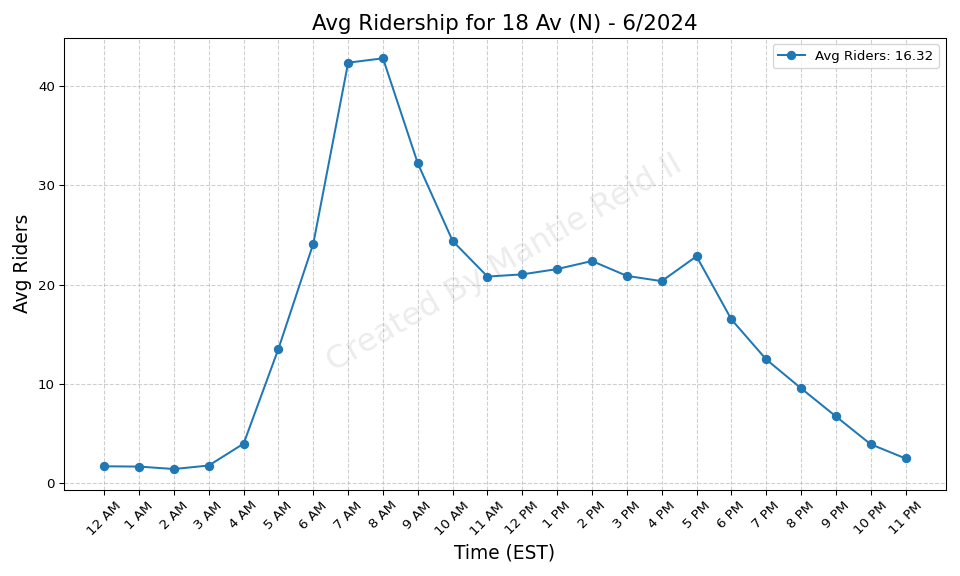 Avg Ridership for 18 Av (N) - 6/2024
Avg Riders: 16.32
Avg Riders
40
30
20
10
0
Created By Mantie Reid II
12 AM
1 AM
2 AM
3 AM
4 AM
5 AM
6 AM
7 AM
8 AM
9 AM
10 AM
11 AM
12 PM
1 PM
2 PM
3 PM
4 PM
5 PM
6 PM
7 PM
8 PM
9 PM
10 PM
11 PM
Time (EST)